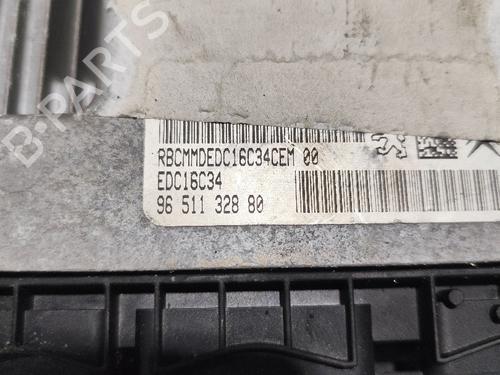 B-PARTS
RBCMMDEDC16C34CEM 00
EDC16C34
96 511 328 80